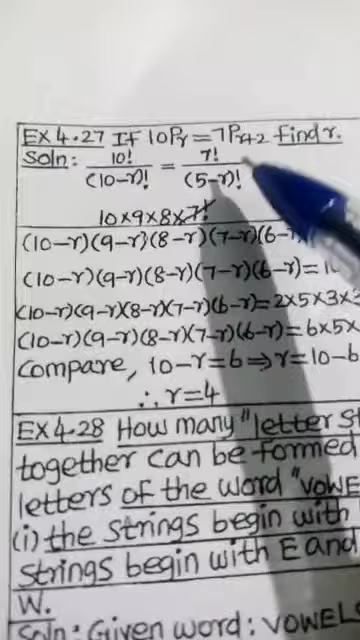 EX 4.27 If 10Pr = 7Pr+2 find r.
Soln: 10!/(10-r)! = 7!/(5-r)!
10×9×8×7!
(10-r)(9-r)(8-r)(7-r)(6-r)
(10-r)(9-r)(8-r)(7-r)(6-r)=
(10-r)(9-r)(8-r)(7-r)(6-r)=2×5×3×3
(10-r)(9-r)(8-r)(7-r)(6-r)=6×5×
Compare, 10-r=6⇒r=10-6
∴r=4
EX 4.28 How many "letter
together can be formed
letters of the word "VOWE
(i) the strings begin with
strings begin with E and
W.
Soln: Given word: VOWELS